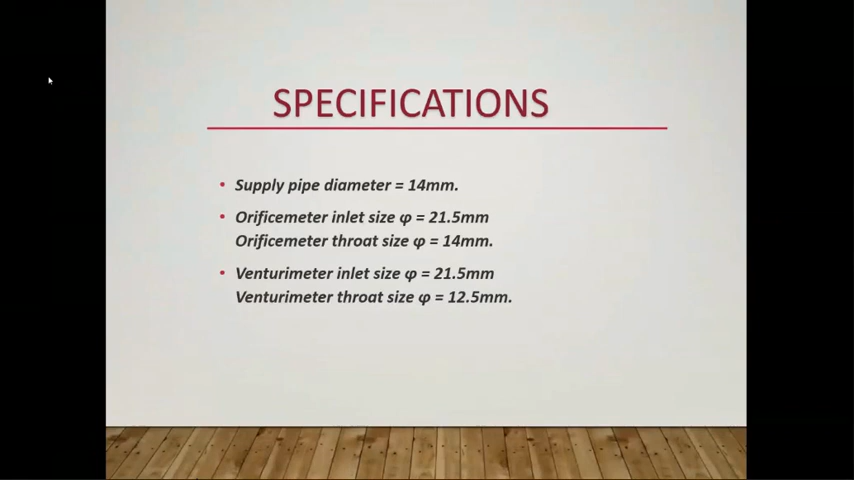 SPECIFICATIONS
• Supply pipe diameter = 14mm.
• Orificemeter inlet size φ = 21.5mm
Orificemeter throat size φ = 14mm.
• Venturimeter inlet size φ = 21.5mm
Venturimeter throat size φ = 12.5mm.